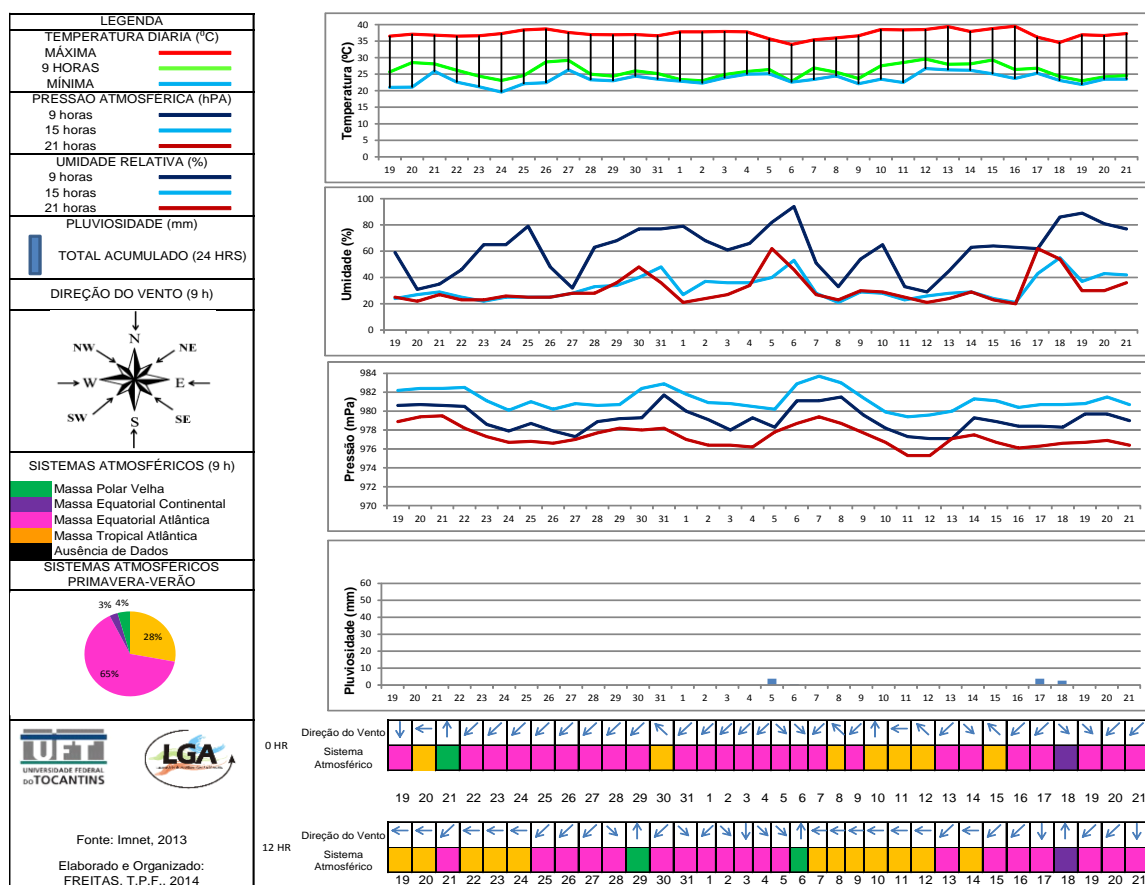 LEGENDA
TEMPERATURA DIÁRIA (ºC)
MÁXIMA
9 HORAS
MÍNIMA
PRESSÃO ATMOSFÉRICA (hPA)
9 horas
15 horas
21 horas
UMIDADE RELATIVA (%)
9 horas
15 horas
21 horas
PLUVIOSIDADE (mm)
TOTAL ACUMULADO (24 HRS)
DIREÇÃO DO VENTO (9 h)
N
NW NE
W E
SW SE
S
SISTEMAS ATMOSFÉRICOS (9 h)
Massa Polar Velha
Massa Equatorial Continental
Massa Equatorial Atlântica
Massa Tropical Atlântica
Ausência de Dados
SISTEMAS ATMOSFÉRICOS
PRIMAVERA-VERÃO
3% 4%
28%
65%
UFT
UNIVERSIDADE FEDERAL
DO TOCANTINS
LGA
Fonte: Imnet, 2013
Elaborado e Organizado:
FREITAS, T.P.F., 2014
Temperatura (ºC)
40
35
30
25
20
15
10
5
0
19 20 21 22 23 24 25 26 27 28 29 30 31 1 2 3 4 5 6 7 8 9 10 11 12 13 14 15 16 17 18 19 20 21
Umidade (%)
100
80
60
40
20
0
19 20 21 22 23 24 25 26 27 28 29 30 31 1 2 3 4 5 6 7 8 9 10 11 12 13 14 15 16 17 18 19 20 21
Pressão (mPa)
984
982
980
978
976
974
972
970
19 20 21 22 23 24 25 26 27 28 29 30 31 1 2 3 4 5 6 7 8 9 10 11 12 13 14 15 16 17 18 19 20 21
Pluviosidade (mm)
60
50
40
30
20
10
0
19 20 21 22 23 24 25 26 27 28 29 30 31 1 2 3 4 5 6 7 8 9 10 11 12 13 14 15 16 17 18 19 20 21
0 HR
Direção do Vento
Sistema
Atmosférico
19 20 21 22 23 24 25 26 27 28 29 30 31 1 2 3 4 5 6 7 8 9 10 11 12 13 14 15 16 17 18 19 20 21
12 HR
Direção do Vento
Sistema
Atmosférico
19 20 21 22 23 24 25 26 27 28 29 30 31 1 2 3 4 5 6 7 8 9 10 11 12 13 14 15 16 17 18 19 20 21